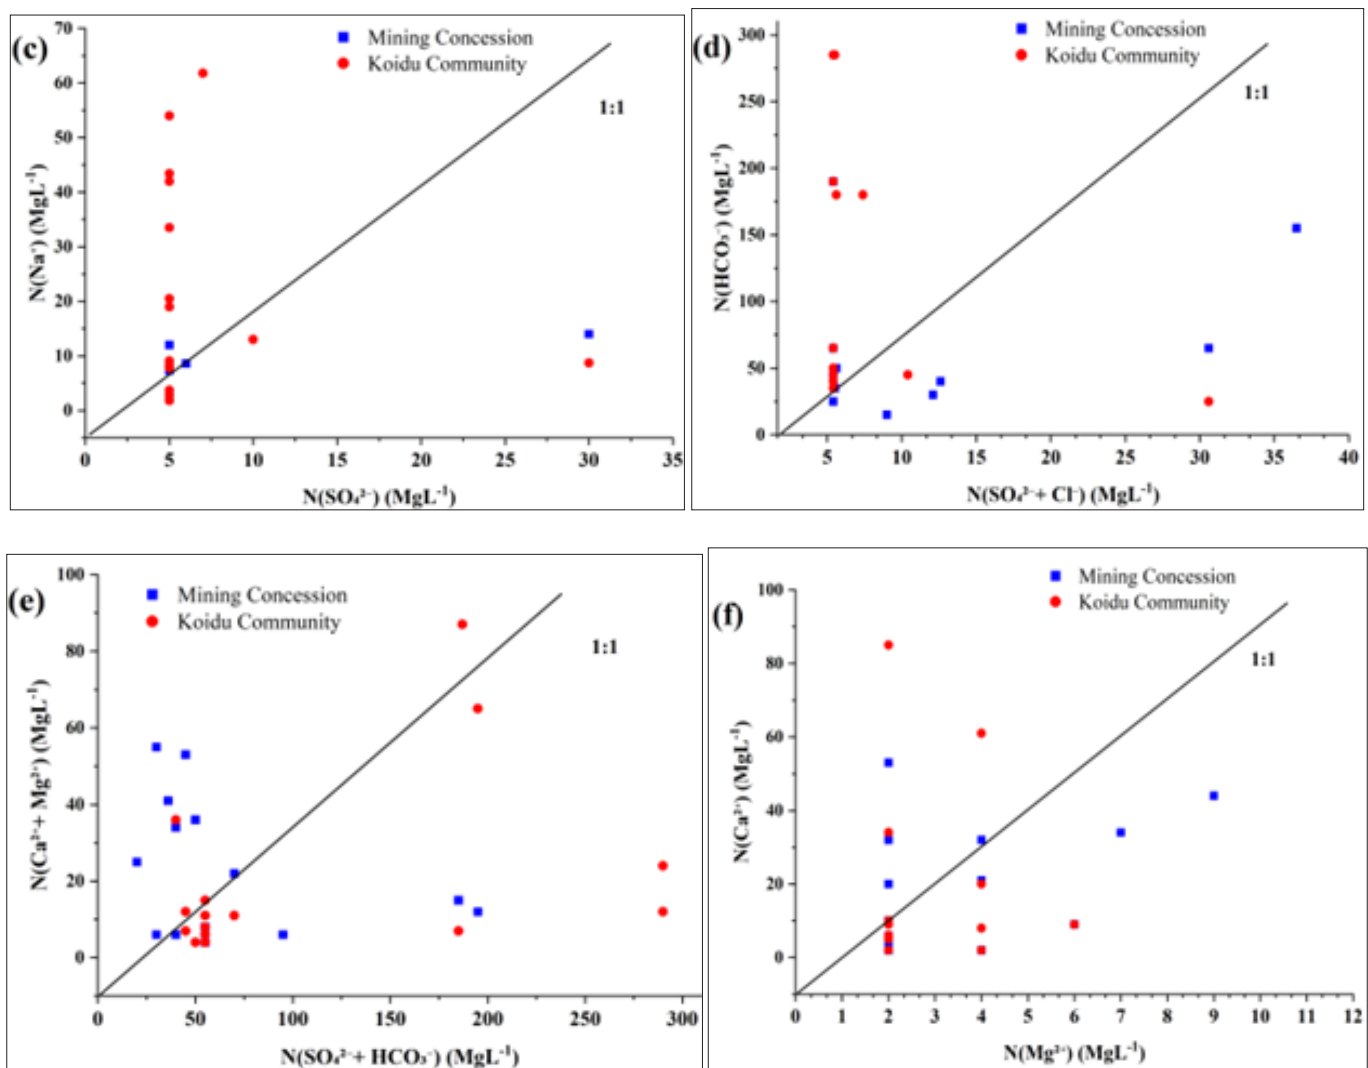 (c)
Mining Concession
Koidu Community
1:1
70
60
50
40
30
20
10
0
N(Na⁺) (MgL⁻¹)
0 5 10 15 20 25 30 35
N(SO₄²⁻) (MgL⁻¹)
(d)
Mining Concession
Koidu Community
1:1
300
250
200
150
100
50
0
N(HCO₃⁻) (MgL⁻¹)
5 10 15 20 25 30 35 40
N(SO₄²⁻+ Cl⁻) (MgL⁻¹)
(e)
Mining Concession
Koidu Community
1:1
100
80
60
40
20
0
N(Ca²⁺+ Mg²⁺) (MgL⁻¹)
0 50 100 150 200 250 300
N(SO₄²⁻+ HCO₃⁻) (MgL⁻¹)
(f)
Mining Concession
Koidu Community
1:1
100
80
60
40
20
0
N(Ca²⁺) (MgL⁻¹)
0 1 2 3 4 5 6 7 8 9 10 11 12
N(Mg²⁺) (MgL⁻¹)